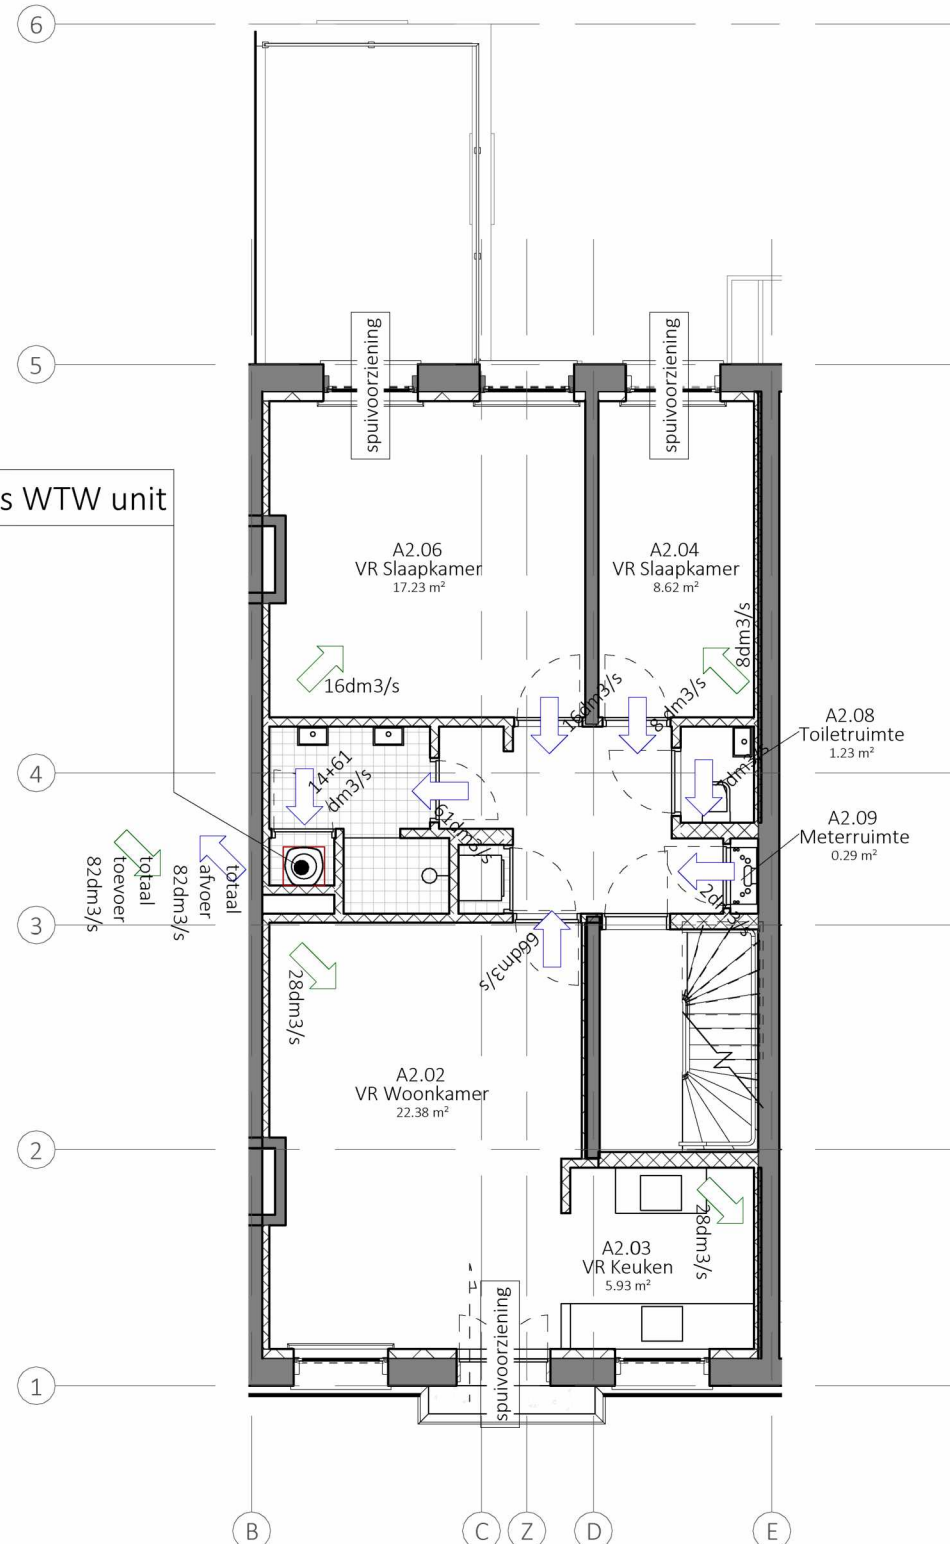 6
5
spuivoorziening
spuivoorziening
s WTW unit
A2.06
VR Slaapkamer
17.23 m²
A2.04
VR Slaapkamer
8.62 m²
16dm3/s
8dm3/s
16dm3/s
8 dm3/s
A2.08
Toiletruimte
1.23 m²
4
14+61
dm3/s
61dm3/s
A2.09
Meterruimte
0.29 m²
totaal
toevoer
82dm3/s
totaal
afvoer
82dm3/s
3
28dm3/s
66dm3/s
A2.02
VR Woonkamer
22.38 m²
2
28dm3/s
A2.03
VR Keuken
5.93 m²
spuivoorziening
1
B
C
Z
D
E